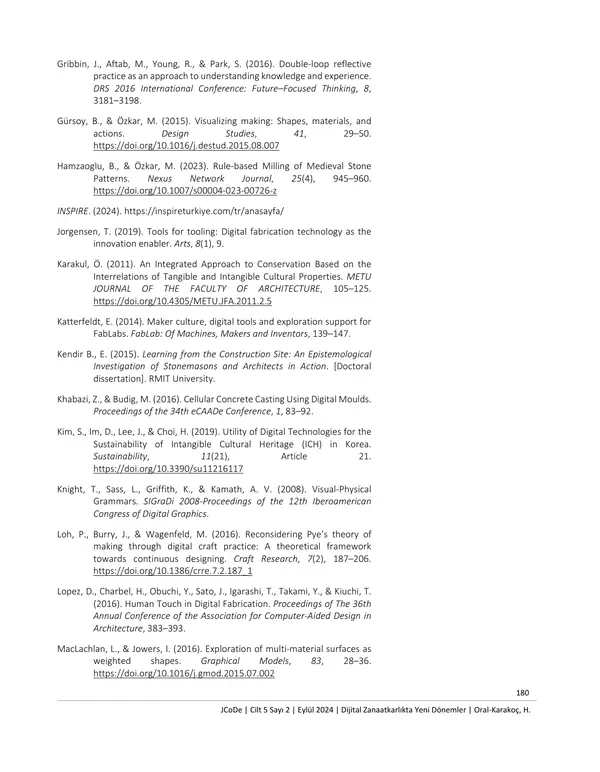 Gribbin, J., Aftab, M., Young, R., & Park, S. (2016). Double-loop reflective
practice as an approach to understanding knowledge and experience.
DRS 2016 International Conference: Future–Focused Thinking, 8,
3181–3198.
Gürsoy, B., & Özkar, M. (2015). Visualizing making: Shapes, materials, and
actions. Design Studies, 41, 29–50.
https://doi.org/10.1016/j.destud.2015.08.007
Hamzaoglu, B., & Özkar, M. (2023). Rule-based Milling of Medieval Stone
Patterns. Nexus Network Journal, 25(4), 945–960.
https://doi.org/10.1007/s00004-023-00726-z
INSPIRE. (2024). https://inspireturkiye.com/tr/anasayfa/
Jorgensen, T. (2019). Tools for tooling: Digital fabrication technology as the
innovation enabler. Arts, 8(1), 9.
Karakul, Ö. (2011). An Integrated Approach to Conservation Based on the
Interrelations of Tangible and Intangible Cultural Properties. METU
JOURNAL OF THE FACULTY OF ARCHITECTURE, 105–125.
https://doi.org/10.4305/METU.JFA.2011.2.5
Katterfeldt, E. (2014). Maker culture, digital tools and exploration support for
FabLabs. FabLab: Of Machines, Makers and Inventors, 139–147.
Kendir B., E. (2015). Learning from the Construction Site: An Epistemological
Investigation of Stonemasons and Architects in Action. [Doctoral
dissertation]. RMIT University.
Khabazi, Z., & Budig, M. (2016). Cellular Concrete Casting Using Digital Moulds.
Proceedings of the 34th eCAADe Conference, 1, 83–92.
Kim, S., Im, D., Lee, J., & Choi, H. (2019). Utility of Digital Technologies for the
Sustainability of Intangible Cultural Heritage (ICH) in Korea.
Sustainability, 11(21), Article 21.
https://doi.org/10.3390/su11216117
Knight, T., Sass, L., Griffith, K., & Kamath, A. V. (2008). Visual-Physical
Grammars. SIGraDi 2008-Proceedings of the 12th Iberoamerican
Congress of Digital Graphics.
Loh, P., Burry, J., & Wagenfeld, M. (2016). Reconsidering Pye’s theory of
making through digital craft practice: A theoretical framework
towards continuous designing. Craft Research, 7(2), 187–206.
https://doi.org/10.1386/crre.7.2.187_1
Lopez, D., Charbel, H., Obuchi, Y., Sato, J., Igarashi, T., Takami, Y., & Kiuchi, T.
(2016). Human Touch in Digital Fabrication. Proceedings of The 36th
Annual Conference of the Association for Computer-Aided Design in
Architecture, 383–393.
MacLachlan, L., & Jowers, I. (2016). Exploration of multi-material surfaces as
weighted shapes. Graphical Models, 83, 28–36.
https://doi.org/10.1016/j.gmod.2015.07.002
180
JCoDe | Cilt 5 Sayı 2 | Eylül 2024 | Dijital Zanaatkarlıkta Yeni Dönemler | Oral-Karakoç, H.